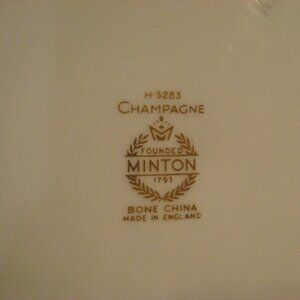 H 5283
CHAMPAGNE
FOUNDED
MINTON
1793
BONE CHINA
MADE IN ENGLAND